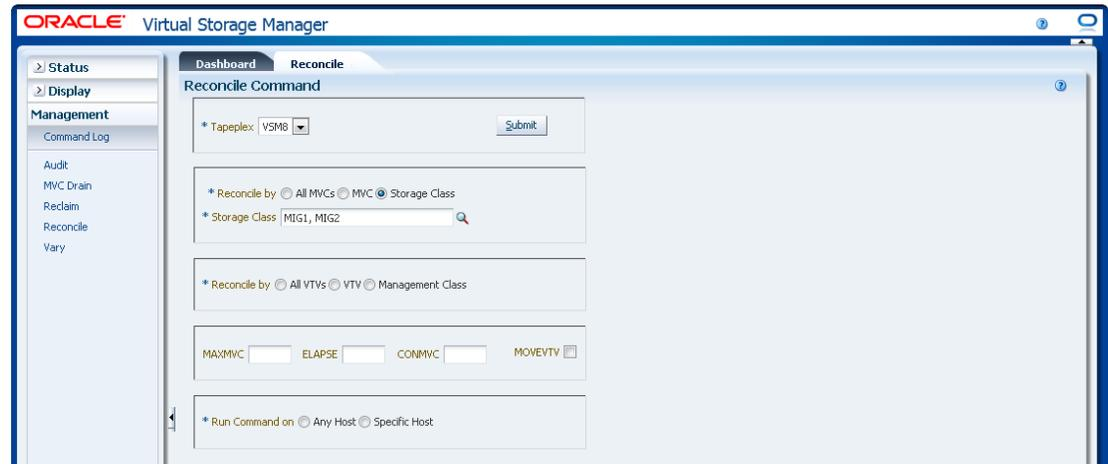 ORACLE Virtual Storage Manager
Status
Display
Management
Command Log
Audit
MVC Drain
Reclaim
Reconcile
Vary
Dashboard Reconcile
Reconcile Command
* Tapeplex VSM8 Submit
* Reconcile by All MVCs MVC Storage Class
* Storage Class MIG1, MIG2
* Reconcile by All VTVs VTV Management Class
MAXMVC ELAPSE CONMVC MOVEVTV
* Run Command on Any Host Specific Host